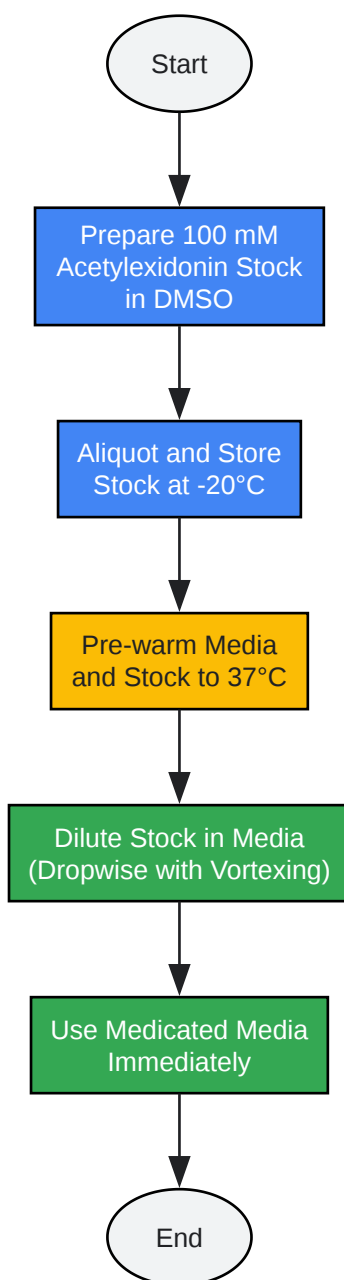 Start
Prepare 100 mM
Acetylexidonin Stock
in DMSO
Aliquot and Store
Stock at -20°C
Pre-warm Media
and Stock to 37°C
Dilute Stock in Media
(Dropwise with Vortexing)
Use Medicated Media
Immediately
End